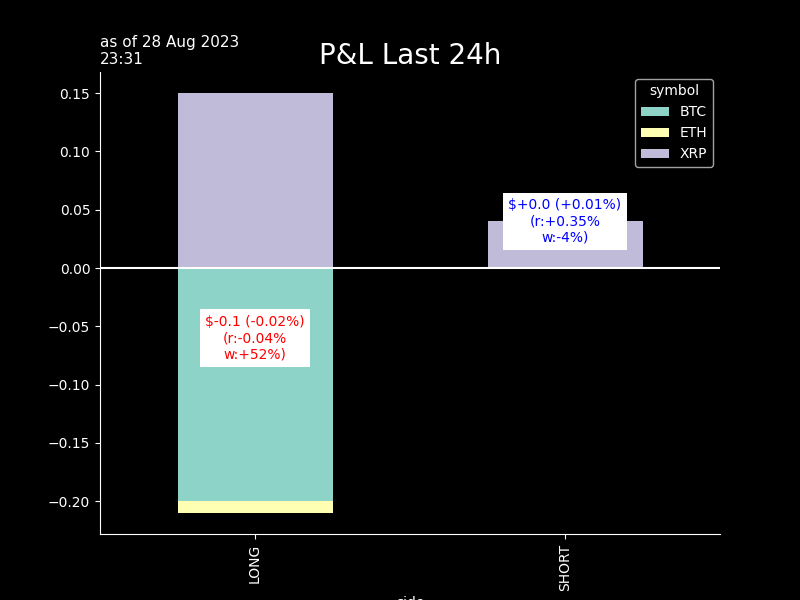 as of 28 Aug 2023
23:31
P&L Last 24h
symbol
BTC
ETH
XRP
0.15
0.10
0.05
0.00
−0.05
−0.10
−0.15
−0.20
$+0.0 (+0.01%)
(r:+0.35%
w:-4%)
$-0.1 (-0.02%)
(r:-0.04%
w:+52%)
LONG
SHORT
side